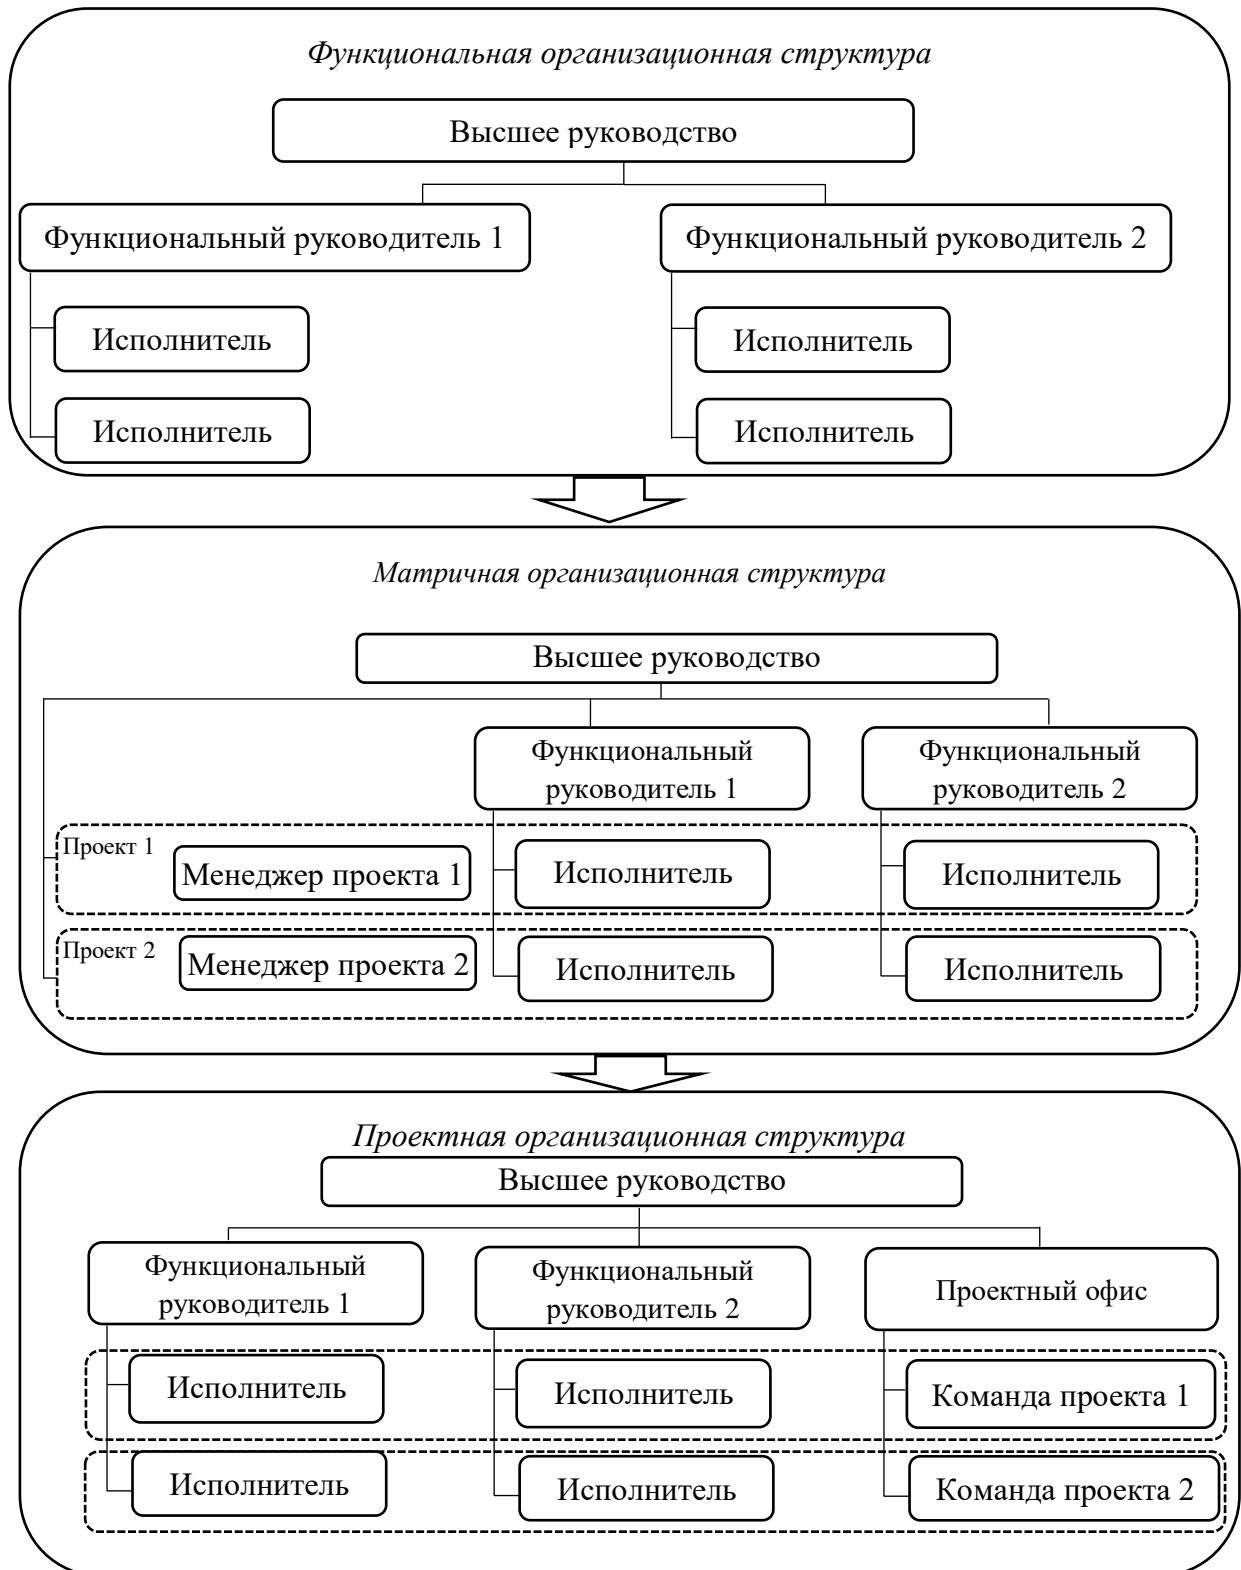 Функциональная организационная структура
Высшее руководство
Функциональный руководитель 1
Функциональный руководитель 2
Исполнитель
Исполнитель
Исполнитель
Исполнитель
Матричная организационная структура
Высшее руководство
Функциональный
руководитель 1
Функциональный
руководитель 2
Проект 1
Менеджер проекта 1
Исполнитель
Исполнитель
Проект 2
Менеджер проекта 2
Исполнитель
Исполнитель
Проектная организационная структура
Высшее руководство
Функциональный
руководитель 1
Функциональный
руководитель 2
Проектный офис
Исполнитель
Исполнитель
Команда проекта 1
Исполнитель
Исполнитель
Команда проекта 2